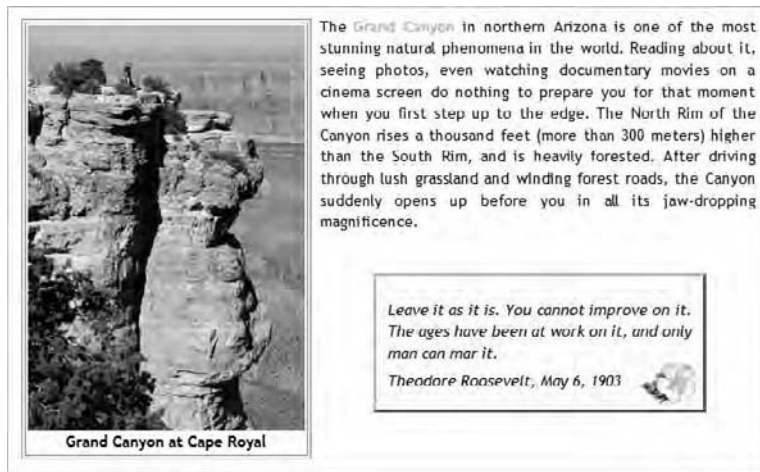 The Grand Canyon in northern Arizona is one of the most
stunning natural phenomena in the world. Reading about it,
seeing photos, even watching documentary movies on a
cinema screen do nothing to prepare you for that moment
when you first step up to the edge. The North Rim of the
Canyon rises a thousand feet (more than 300 meters) higher
than the South Rim, and is heavily forested. After driving
through lush grassland and winding forest roads, the Canyon
suddenly opens up before you in all its jaw-dropping
magnificence.
Leave it as it is. You cannot improve on it.
The ages have been at work on it, and only
man can mar it.
Theodore Roosevelt, May 6, 1903
Grand Canyon at Cape Royal